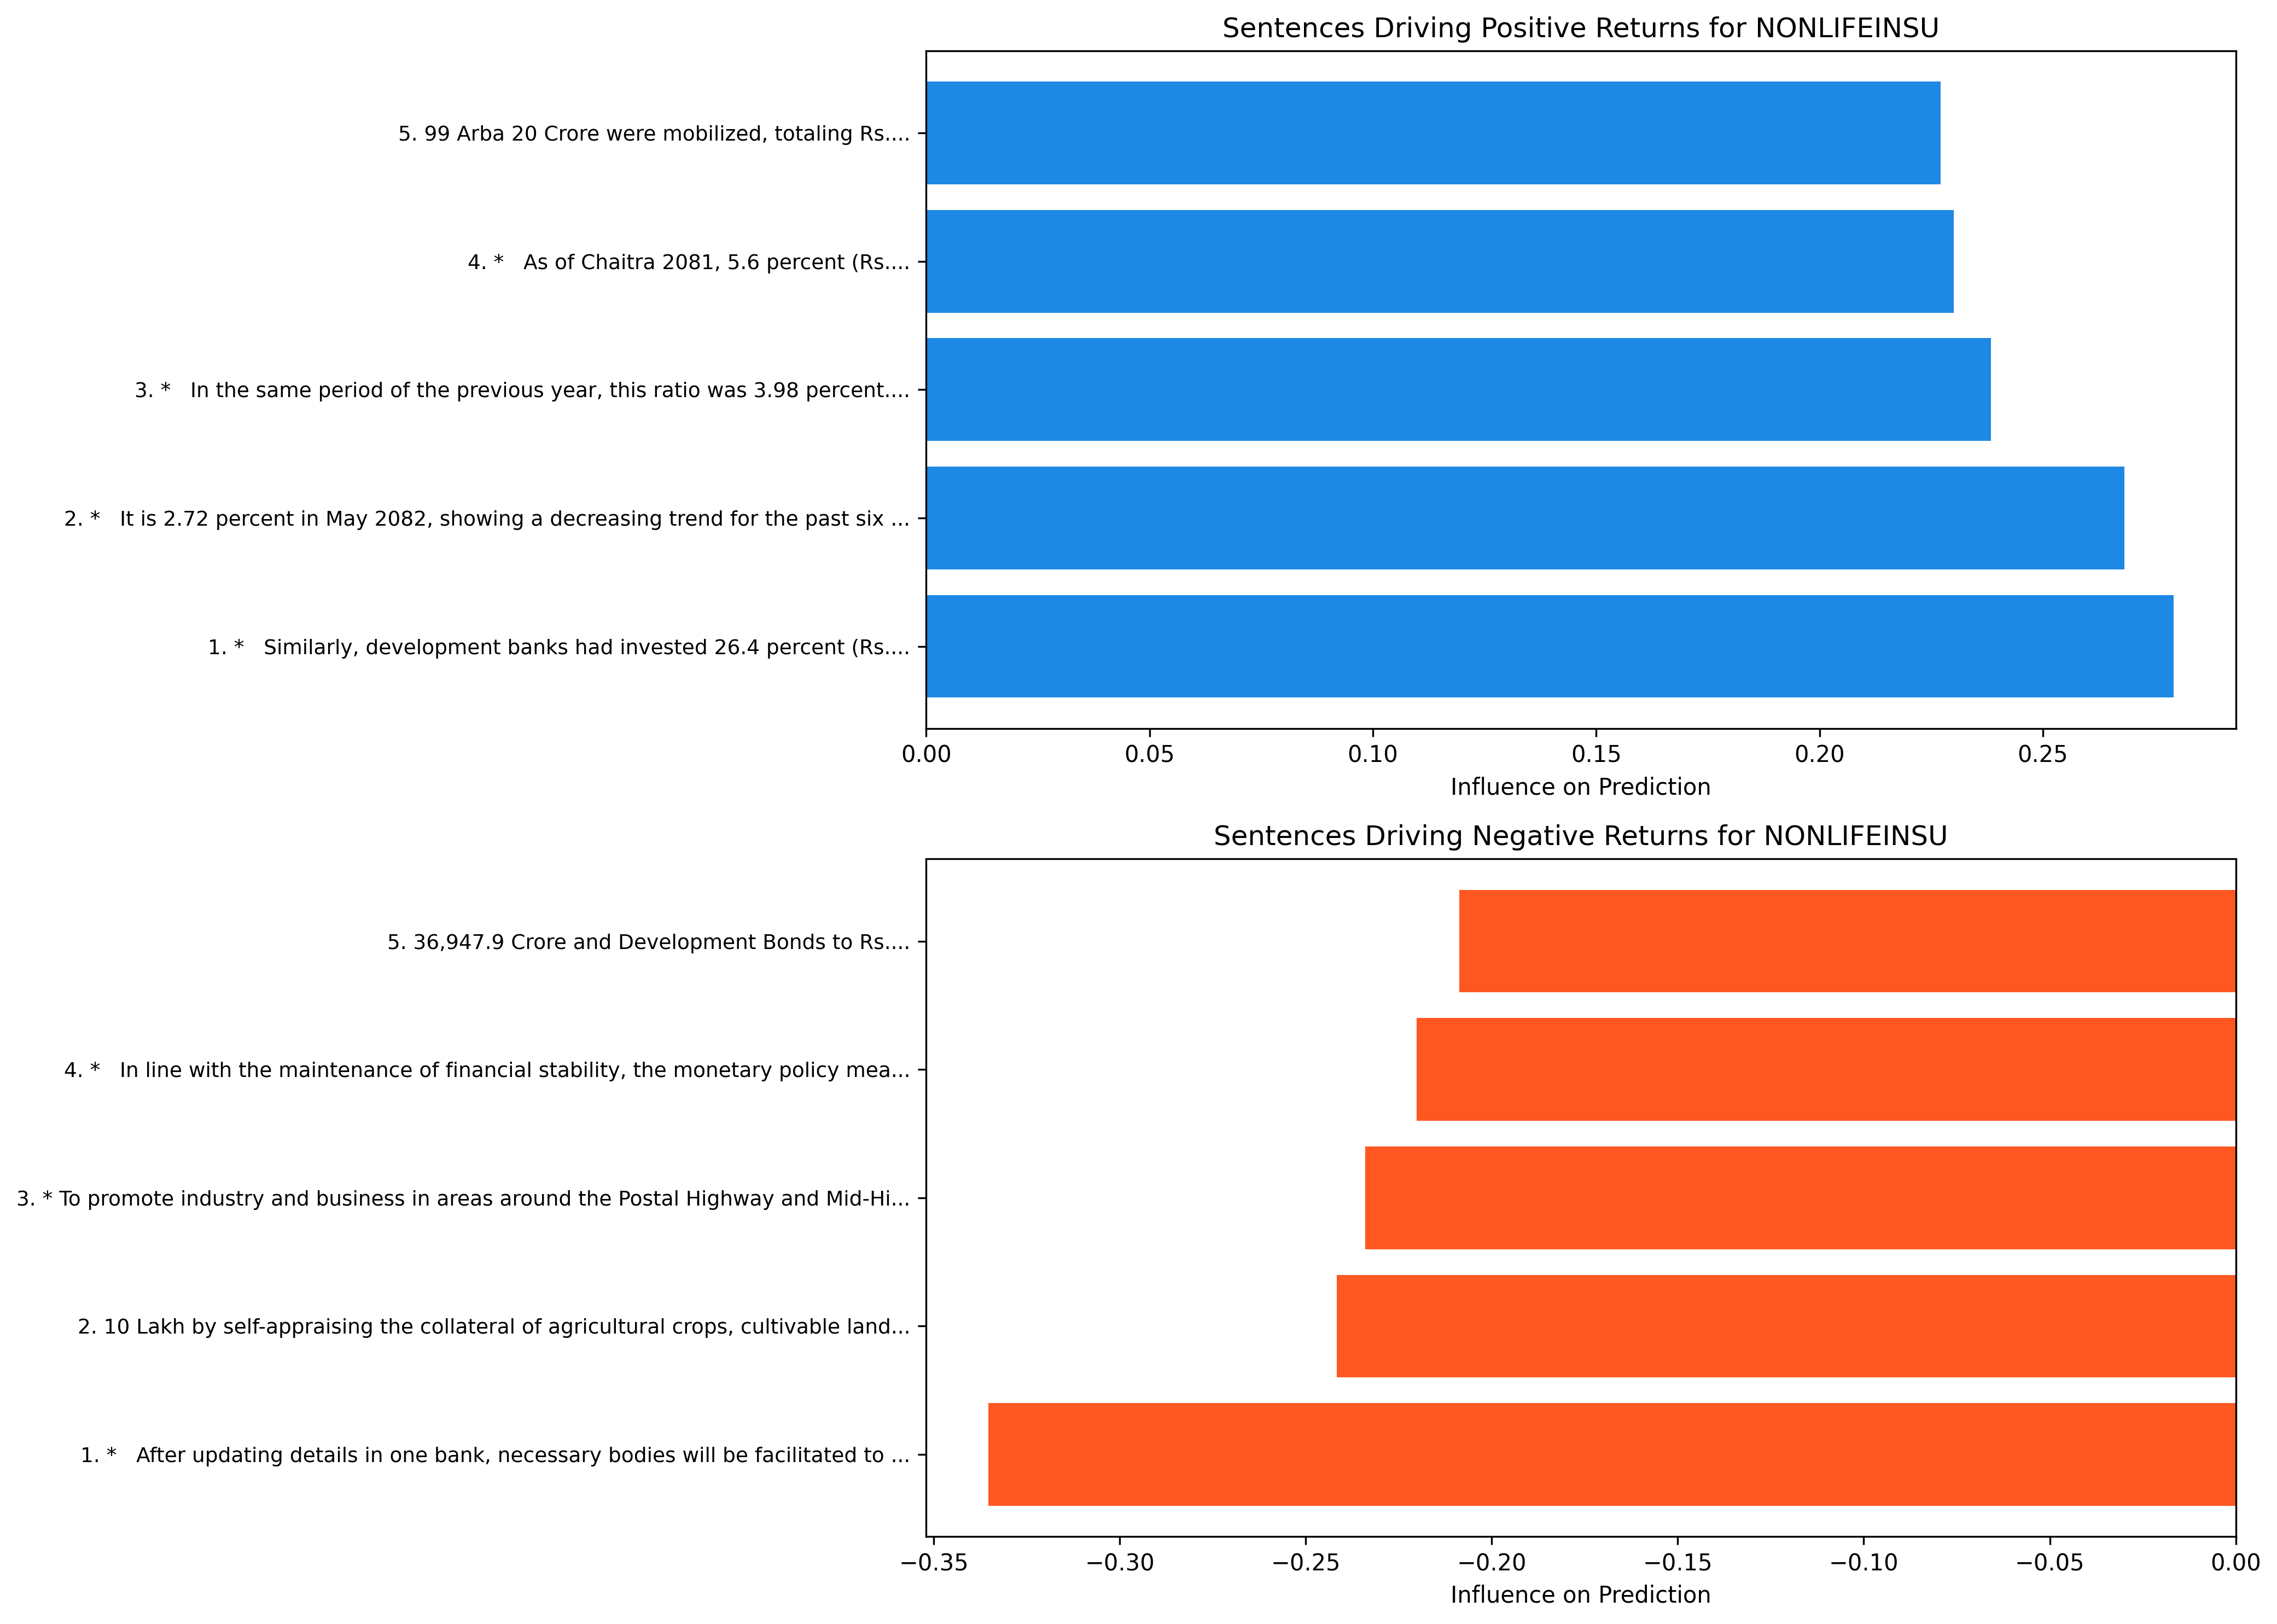 Sentences Driving Positive Returns for NONLIFEINSU
5. 99 Arba 20 Crore were mobilized, totaling Rs....
4. *   As of Chaitra 2081, 5.6 percent (Rs....
3. *   In the same period of the previous year, this ratio was 3.98 percent....
2. *   It is 2.72 percent in May 2082, showing a decreasing trend for the past six ...
1. *   Similarly, development banks had invested 26.4 percent (Rs....
0.00 0.05 0.10 0.15 0.20 0.25
Influence on Prediction
Sentences Driving Negative Returns for NONLIFEINSU
5. 36,947.9 Crore and Development Bonds to Rs....
4. *   In line with the maintenance of financial stability, the monetary policy mea...
3. * To promote industry and business in areas around the Postal Highway and Mid-Hi...
2. 10 Lakh by self-appraising the collateral of agricultural crops, cultivable land...
1. *   After updating details in one bank, necessary bodies will be facilitated to ...
−0.35 −0.30 −0.25 −0.20 −0.15 −0.10 −0.05 0.00
Influence on Prediction